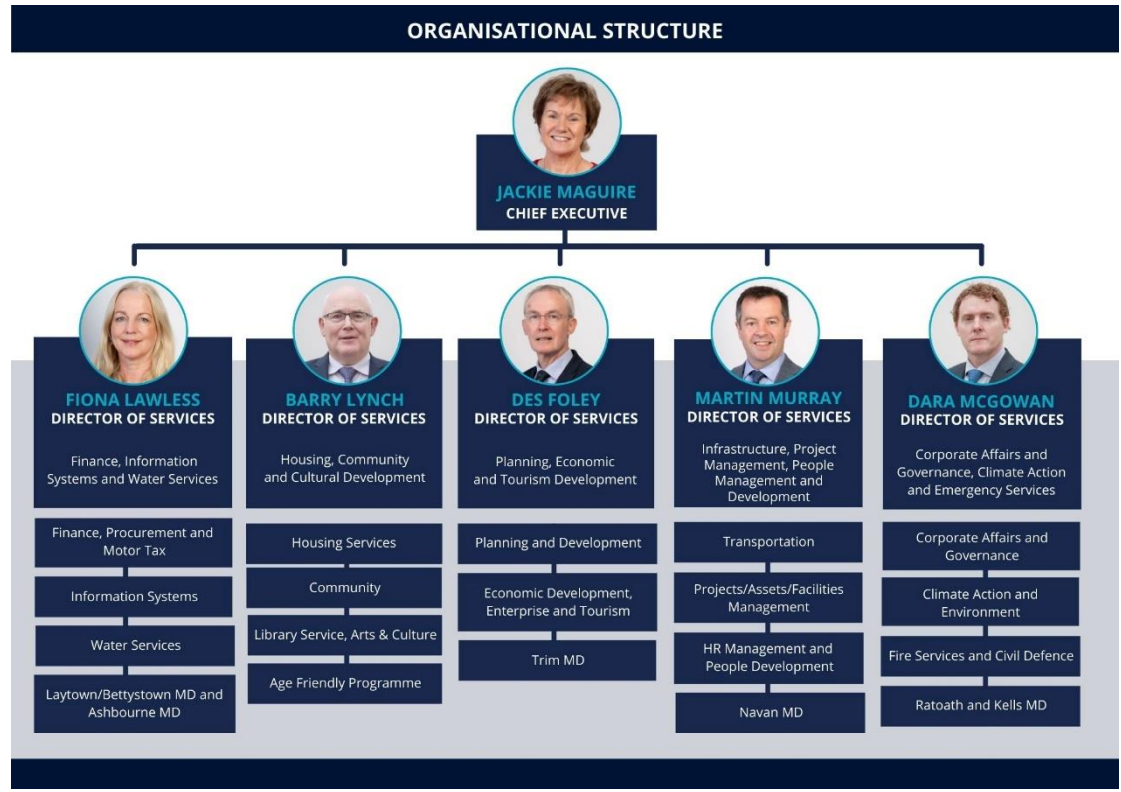 ORGANISATIONAL STRUCTURE
JACKIE MAGUIRE
CHIEF EXECUTIVE
FIONA LAWLESS
DIRECTOR OF SERVICES
Finance, Information
Systems and Water Services
Finance, Procurement and
Motor Tax
Information Systems
Water Services
Laytown/Bettystown MD and
Ashbourne MD
BARRY LYNCH
DIRECTOR OF SERVICES
Housing, Community
and Cultural Development
Housing Services
Community
Library Service, Arts & Culture
Age Friendly Programme
DES FOLEY
DIRECTOR OF SERVICES
Planning, Economic
and Tourism Development
Planning and Development
Economic Development,
Enterprise and Tourism
Trim MD
MARTIN MURRAY
DIRECTOR OF SERVICES
Infrastructure, Project
Management, People
Management and
Development
Transportation
Projects/Assets/Facilities
Management
HR Management and
People Development
Navan MD
DARA MCGOWAN
DIRECTOR OF SERVICES
Corporate Affairs and
Governance, Climate Action
and Emergency Services
Corporate Affairs and
Governance
Climate Action and
Environment
Fire Services and Civil Defence
Ratoath and Kells MD